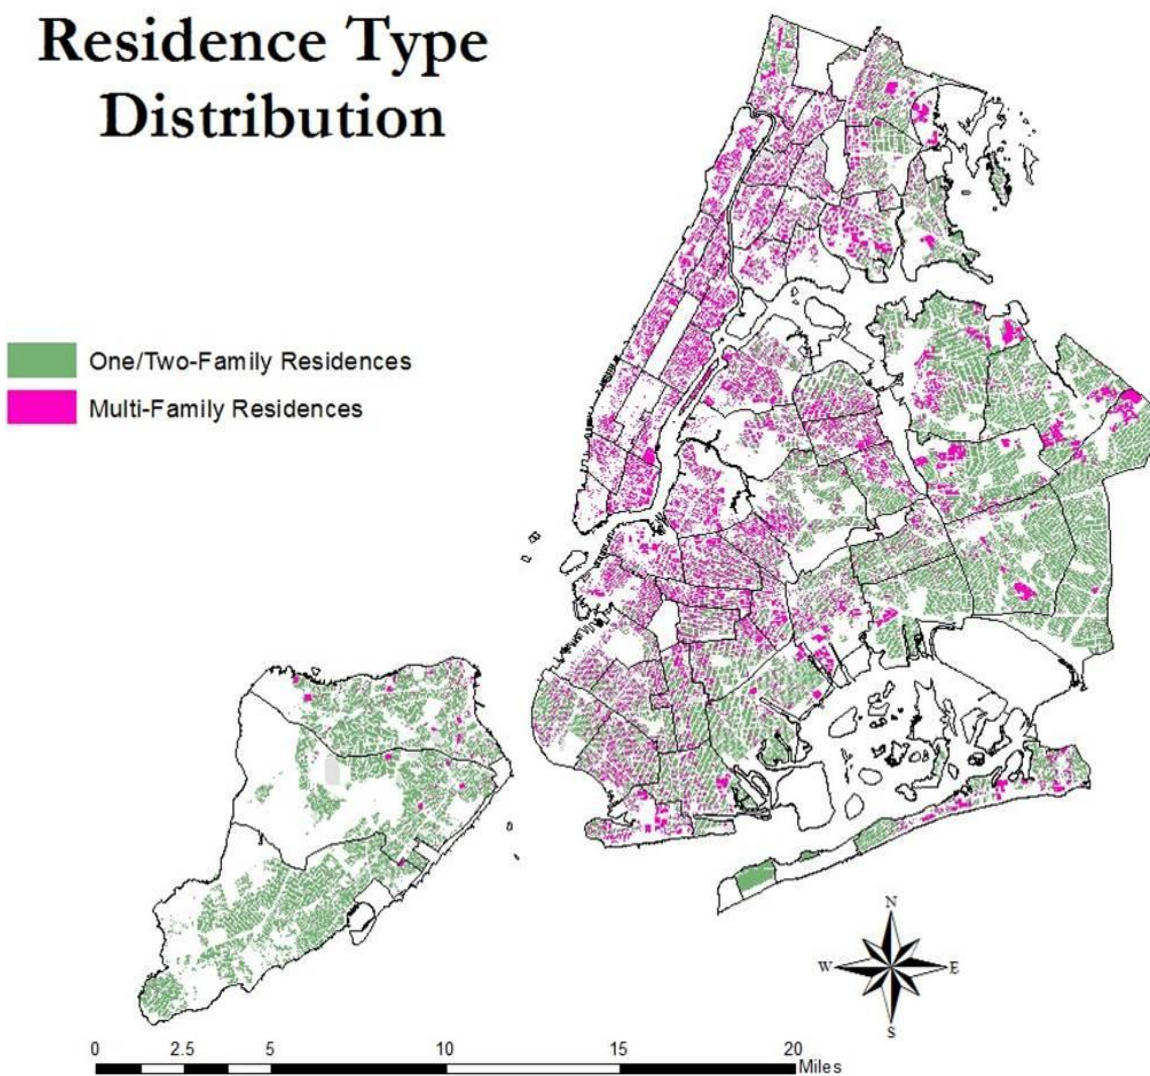 Residence Type
Distribution
One/Two-Family Residences
Multi-Family Residences
N
W E
S
0 2.5 5 10 15 20
Miles